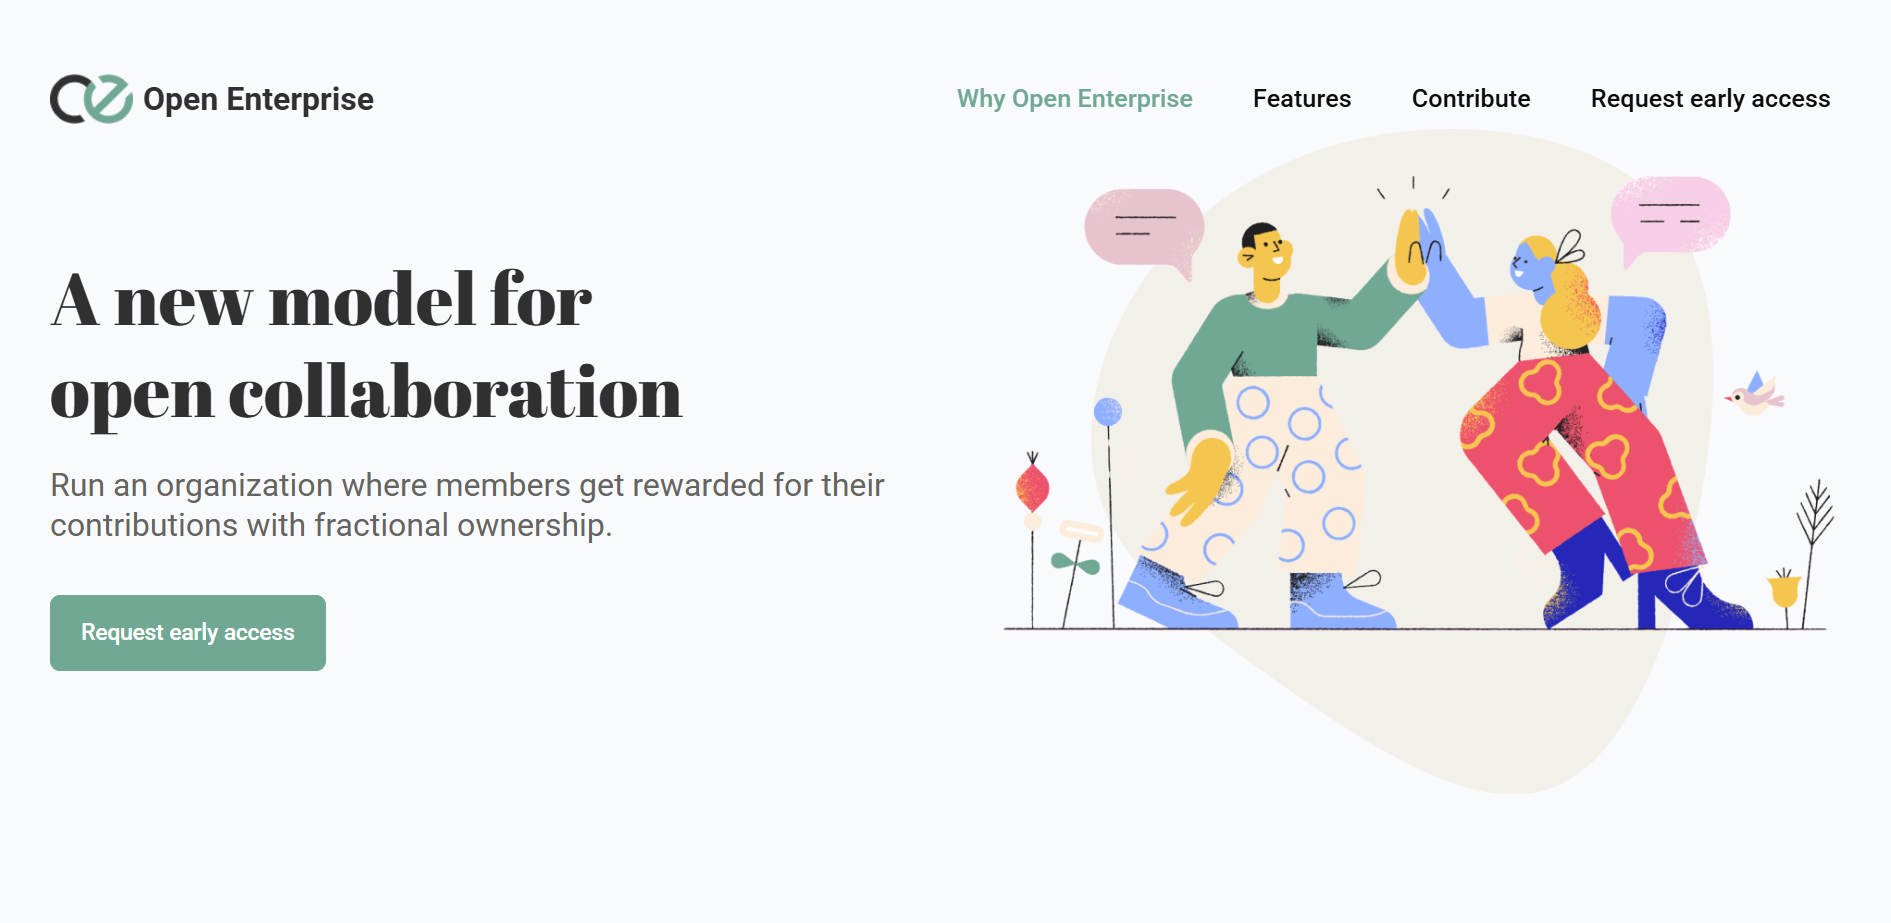 Open Enterprise
Why Open Enterprise
Features
Contribute
Request early access
A new model for
open collaboration
Run an organization where members get rewarded for their
contributions with fractional ownership.
Request early access